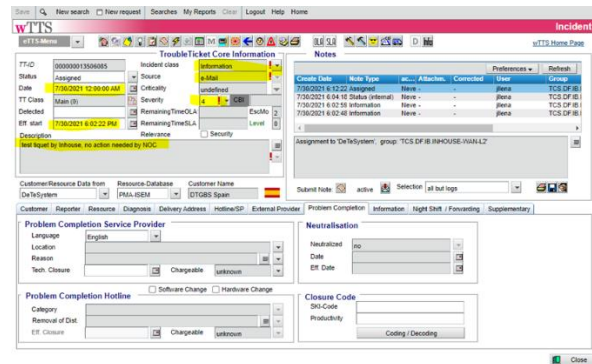 Save New search New request Searches My Reports Clear Logout Help Home
wTTS Incident
eTTS-Menu wTTS Home Page
TroubleTicket Core Information
TT-ID 000000013506085 Incident class Information
Status Assigned Source e-Mail
Date 7/30/2021 12:00:00 AM Criticality undefined
TT Class Main (0) Severity 4 CBI
Detected RemainingTimeOLA EscMo 2
Eff. start 7/30/2021 6:02:22 PM RemainingTimeSLA Level 0
Description Relevance Security
test tiquet by Inhouse, no action needed by NOC
Notes
Preferences Refresh
Create Date Note Type ac... Attachm. Corrected User Group
7/30/2021 6:12:22 Assigned Neve - - jllena TCS.DF.IB.I
7/30/2021 6:04:18 Status (internal) Neve - - jllena TCS.DF.IB.I
7/30/2021 6:02:59 Information Neve - - jllena TCS.DF.IB.I
7/30/2021 6:02:48 Information Neve - - jllena TCS.DF.IB.I
Assignment to 'DeTeSystem', group: 'TCS.DF.IB.INHOUSE-WAN-L2'
Customer/Resource Data from Resource-Database Customer Name
DeTeSystem PMA-ISEM DTGBS Spain
Submit Note active Selection all but logs
Customer Reporter Resource Diagnosis Delivery Address Hotline/SP External Provider Problem Completion Information Night Shift / Forwarding Supplementary
Problem Completion Service Provider
Language English
Location
Reason
Tech. Closure Chargeable unknown
Software Change Hardware Change
Problem Completion Hotline
Category
Removal of Dist.
Eff. Closure Chargeable unknown
Neutralisation
Neutralized no
Date
Eff. Date
Closure Code
SKI-Code
Productivity
Coding / Decoding
Close